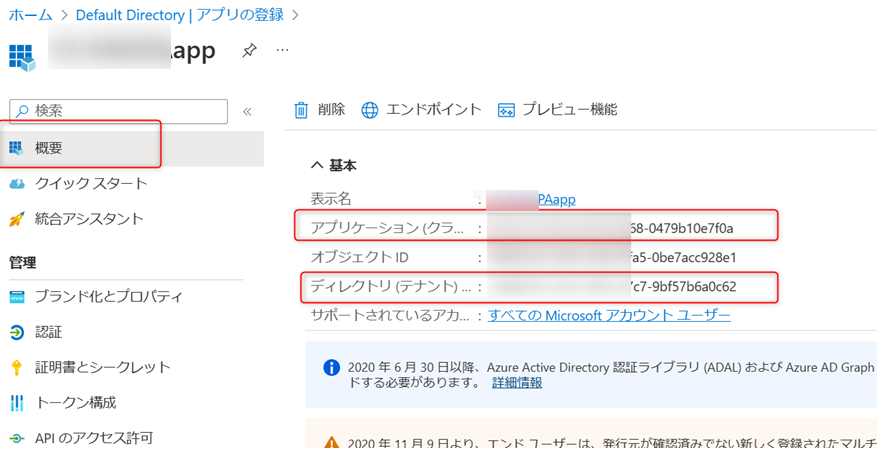 ホーム > Default Directory | アプリの登録 >
app ...
検索 «
概要
クイック スタート
統合アシスタント
管理
ブランド化とプロパティ
認証
証明書とシークレット
トークン構成
API のアクセス許可
削除 エンドポイント プレビュー機能
基本
表示名 : PAapp
アプリケーション (クラ... : 68-0479b10e7f0a
オブジェクト ID : fa5-0be7acc928e1
ディレクトリ (テナント) ... : 7c7-9bf57b6a0c62
サポートされているアカ... : すべての Microsoft アカウント ユーザー
2020 年 6 月 30 日以降、Azure Active Directory 認証ライブラリ (ADAL) および Azure AD Graph
ドする必要があります。 詳細情報
2020 年 11 月 9 日より、エンド ユーザーは、発行元が確認済みでない新しく登録されたマルチ